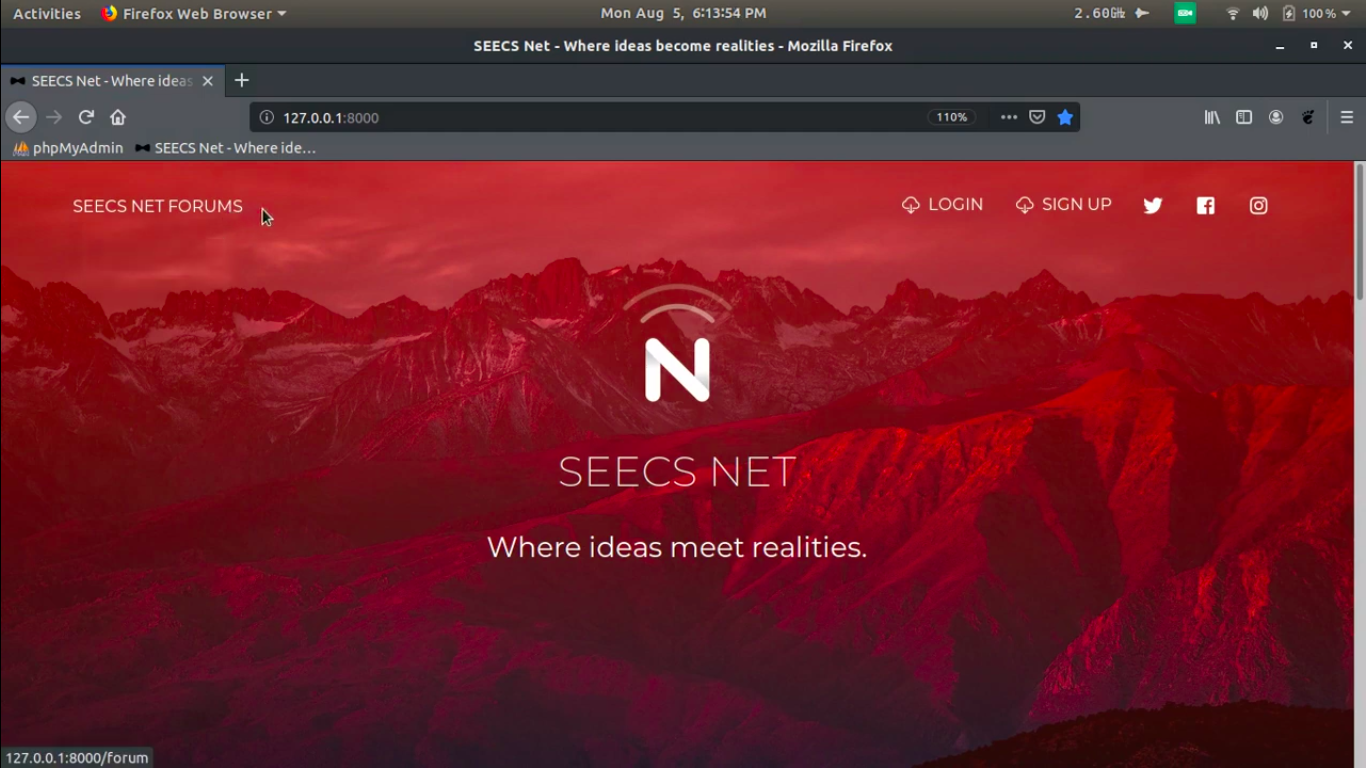 Activities Firefox Web Browser Mon Aug 5, 6:13:54 PM 2.60GHz 100 %
SEECS Net - Where ideas become realities - Mozilla Firefox
SEECS Net - Where ideas
127.0.0.1:8000 110%
phpMyAdmin SEECS Net - Where ide...
SEECS NET FORUMS LOGIN SIGN UP
N
SEECS NET
Where ideas meet realities.
127.0.0.1:8000/forum